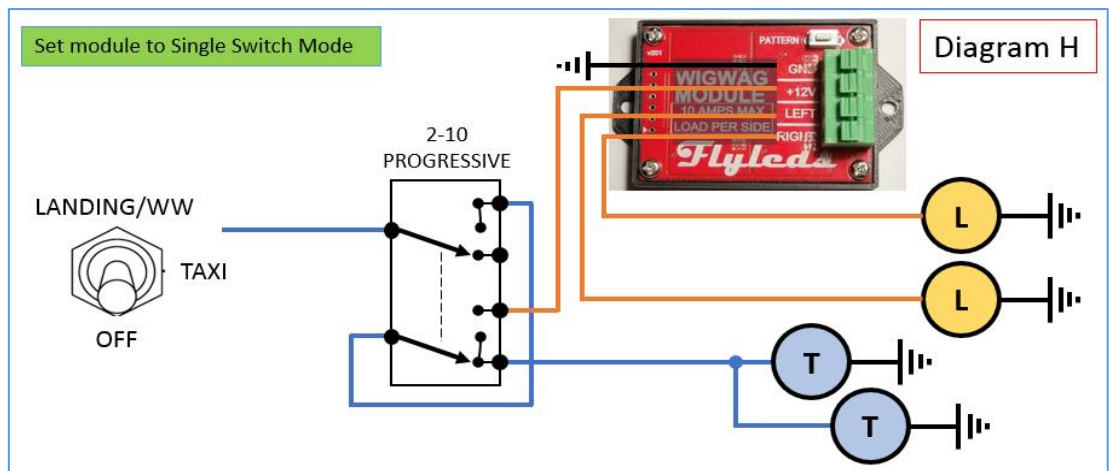 Set module to Single Switch Mode
Diagram H
2-10
PROGRESSIVE
LANDING/WW
TAXI
OFF
PATTERN
v201
GND
+12V
LEFT
RIGHT
WIGWAG
MODULE
10 AMPS MAX
LOAD PER SIDE
Flyleds
L
L
T
T